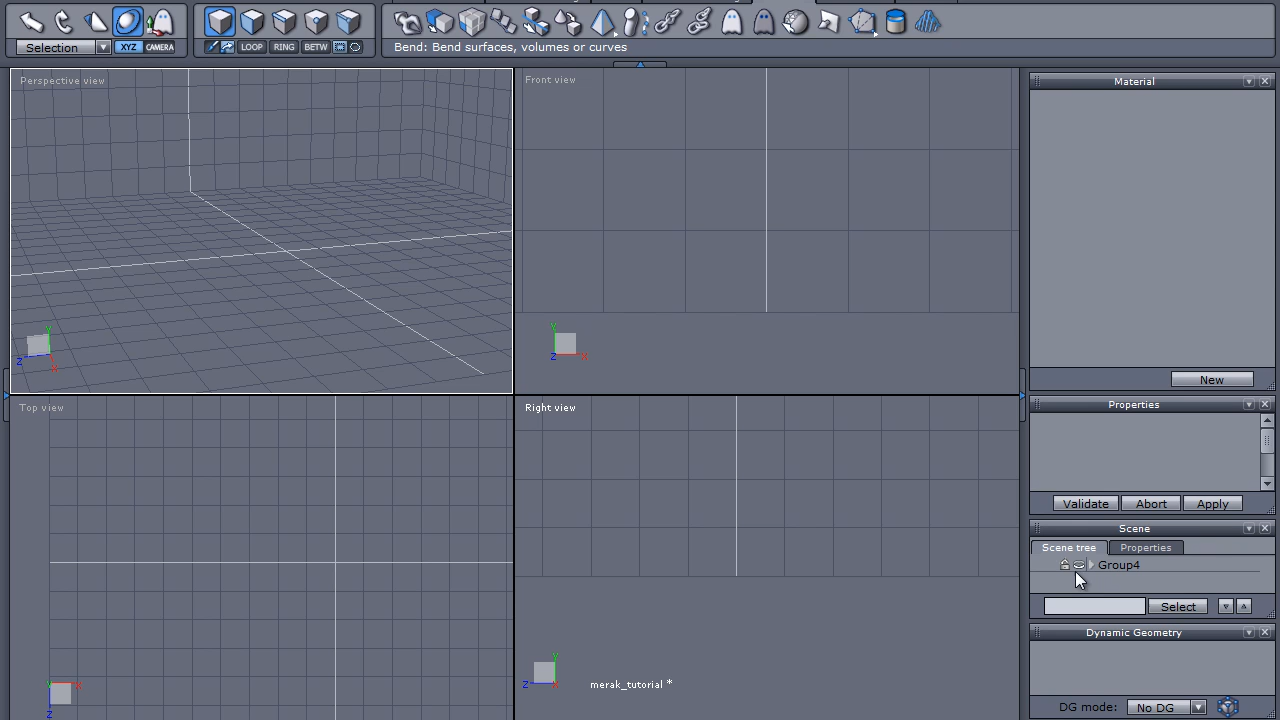 Selection XYZ CAMERA LOOP RING BETW Bend: Bend surfaces, volumes or curves
Perspective view
Y
Z
X
Front view
Y
Z
X
Top view
Y
X
Z
Right view
Y
Z
X
merak_tutorial *
Material
New
Properties
Validate Abort Apply
Scene
Scene tree Properties
Group4
Select
Dynamic Geometry
DG mode: No DG